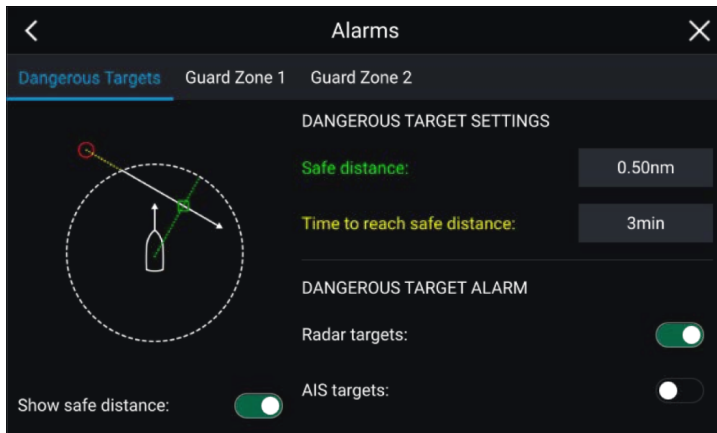 Alarms
Dangerous Targets Guard Zone 1 Guard Zone 2
DANGEROUS TARGET SETTINGS
Safe distance: 0.50nm
Time to reach safe distance: 3min
DANGEROUS TARGET ALARM
Radar targets:
AIS targets:
Show safe distance: